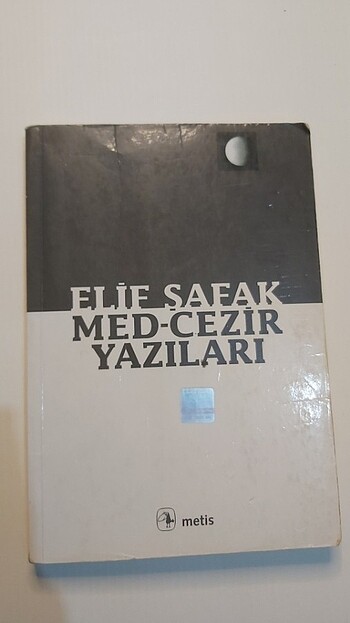 ELİF ŞAFAK
MED-CEZİR
YAZILARI
metis